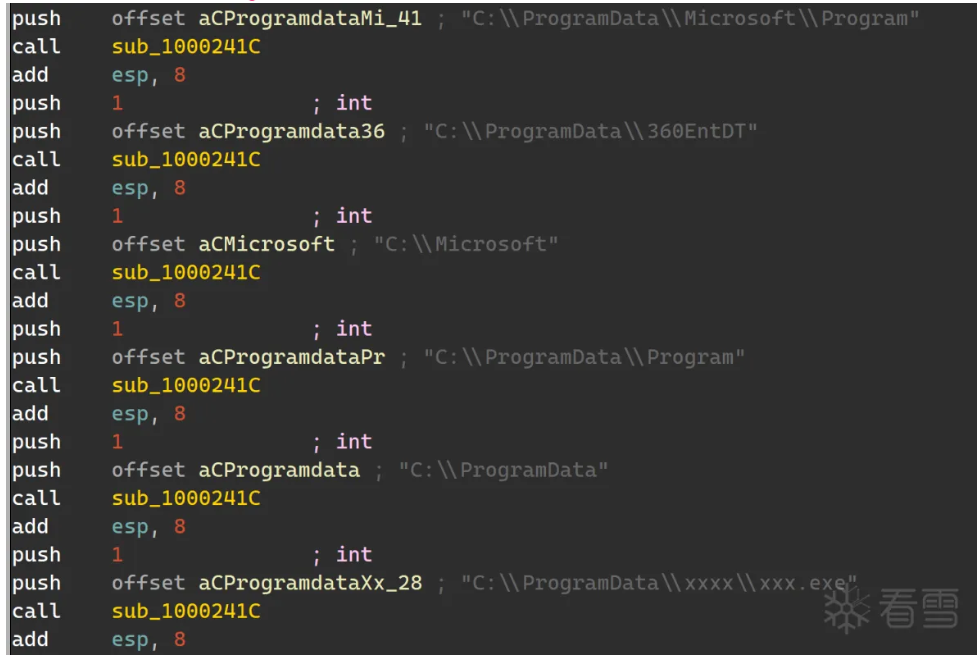 push offset aCProgramdataMi_41 ; "C:\\ProgramData\\Microsoft\\Program"
call sub_1000241C
add esp, 8
push 1 ; int
push offset aCProgramdata36 ; "C:\\ProgramData\\360EntDT"
call sub_1000241C
add esp, 8
push 1 ; int
push offset aCMicrosoft ; "C:\\Microsoft"
call sub_1000241C
add esp, 8
push 1 ; int
push offset aCProgramdataPr ; "C:\\ProgramData\\Program"
call sub_1000241C
add esp, 8
push 1 ; int
push offset aCProgramdata ; "C:\\ProgramData"
call sub_1000241C
add esp, 8
push 1 ; int
push offset aCProgramdataXx_28 ; "C:\\ProgramData\\xxxx\\xxx.exe"
call sub_1000241C
add esp, 8
看雪